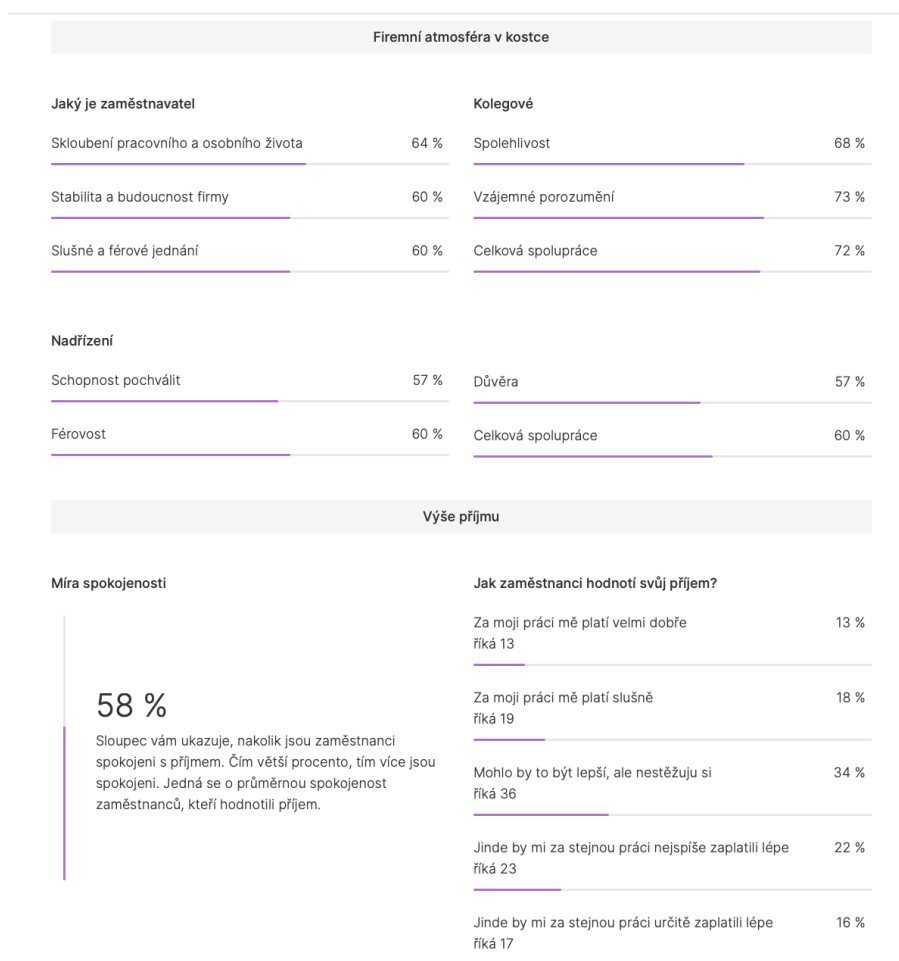 Firemní atmosféra v kostce
Jaký je zaměstnavatel
Skloubení pracovního a osobního života 64 %
Stabilita a budoucnost firmy 60 %
Slušné a férové jednání 60 %
Kolegové
Spolehlivost 68 %
Vzájemné porozumění 73 %
Celková spolupráce 72 %
Nadřízení
Schopnost pochválit 57 %
Férovost 60 %
Důvěra 57 %
Celková spolupráce 60 %
Výše příjmu
Míra spokojenosti
58 %
Sloupec vám ukazuje, nakolik jsou zaměstnanci
spokojeni s příjmem. Čím větší procento, tím více jsou
spokojeni. Jedná se o průměrnou spokojenost
zaměstnanců, kteří hodnotili příjem.
Jak zaměstnanci hodnotí svůj příjem?
Za moji práci mě platí velmi dobře 13 %
říká 13
Za moji práci mě platí slušně 18 %
říká 19
Mohlo by to být lepší, ale nestěžuju si 34 %
říká 36
Jinde by mi za stejnou práci nejspíše zaplatili lépe 22 %
říká 23
Jinde by mi za stejnou práci určitě zaplatili lépe 16 %
říká 17